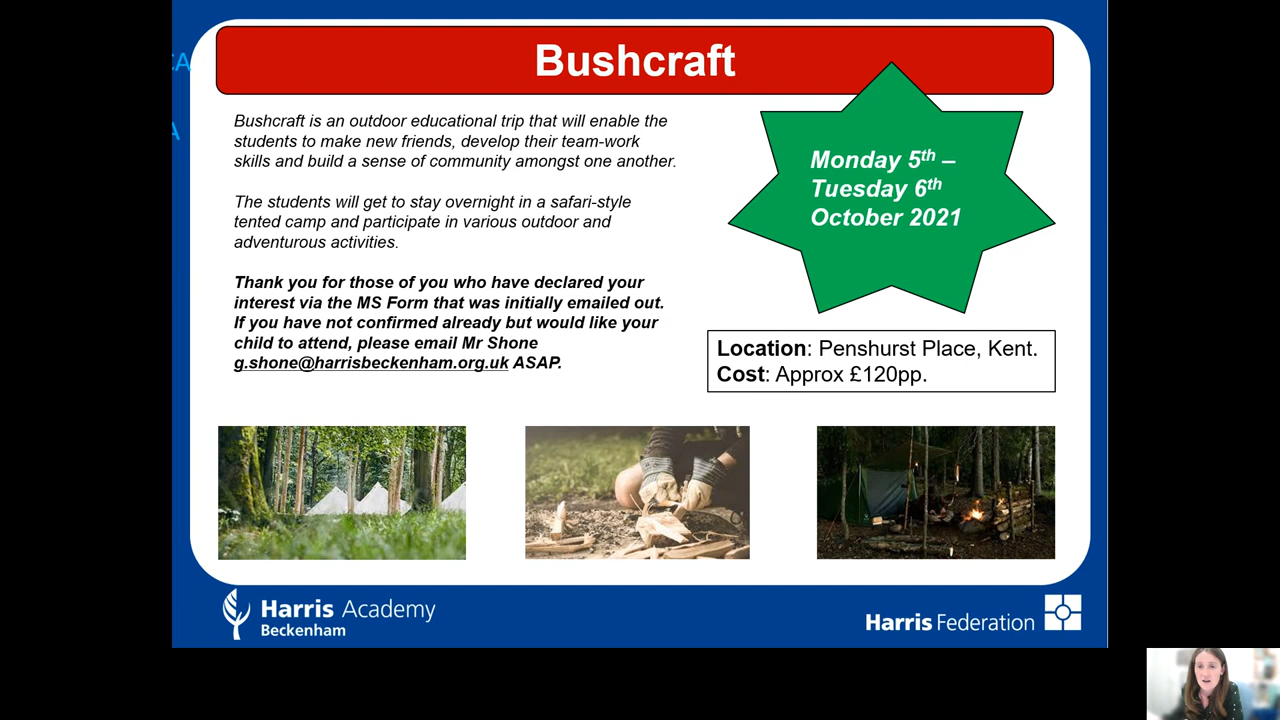 Bushcraft
CA
A
Bushcraft is an outdoor educational trip that will enable the
students to make new friends, develop their team-work
skills and build a sense of community amongst one another.
The students will get to stay overnight in a safari-style
tented camp and participate in various outdoor and
adventurous activities.
Thank you for those of you who have declared your
interest via the MS Form that was initially emailed out.
If you have not confirmed already but would like your
child to attend, please email Mr Shone
g.shone@harrisbeckenham.org.uk ASAP.
Monday 5th –
Tuesday 6th
October 2021
Location: Penshurst Place, Kent.
Cost: Approx £120pp.
Harris Academy
Beckenham
Harris Federation